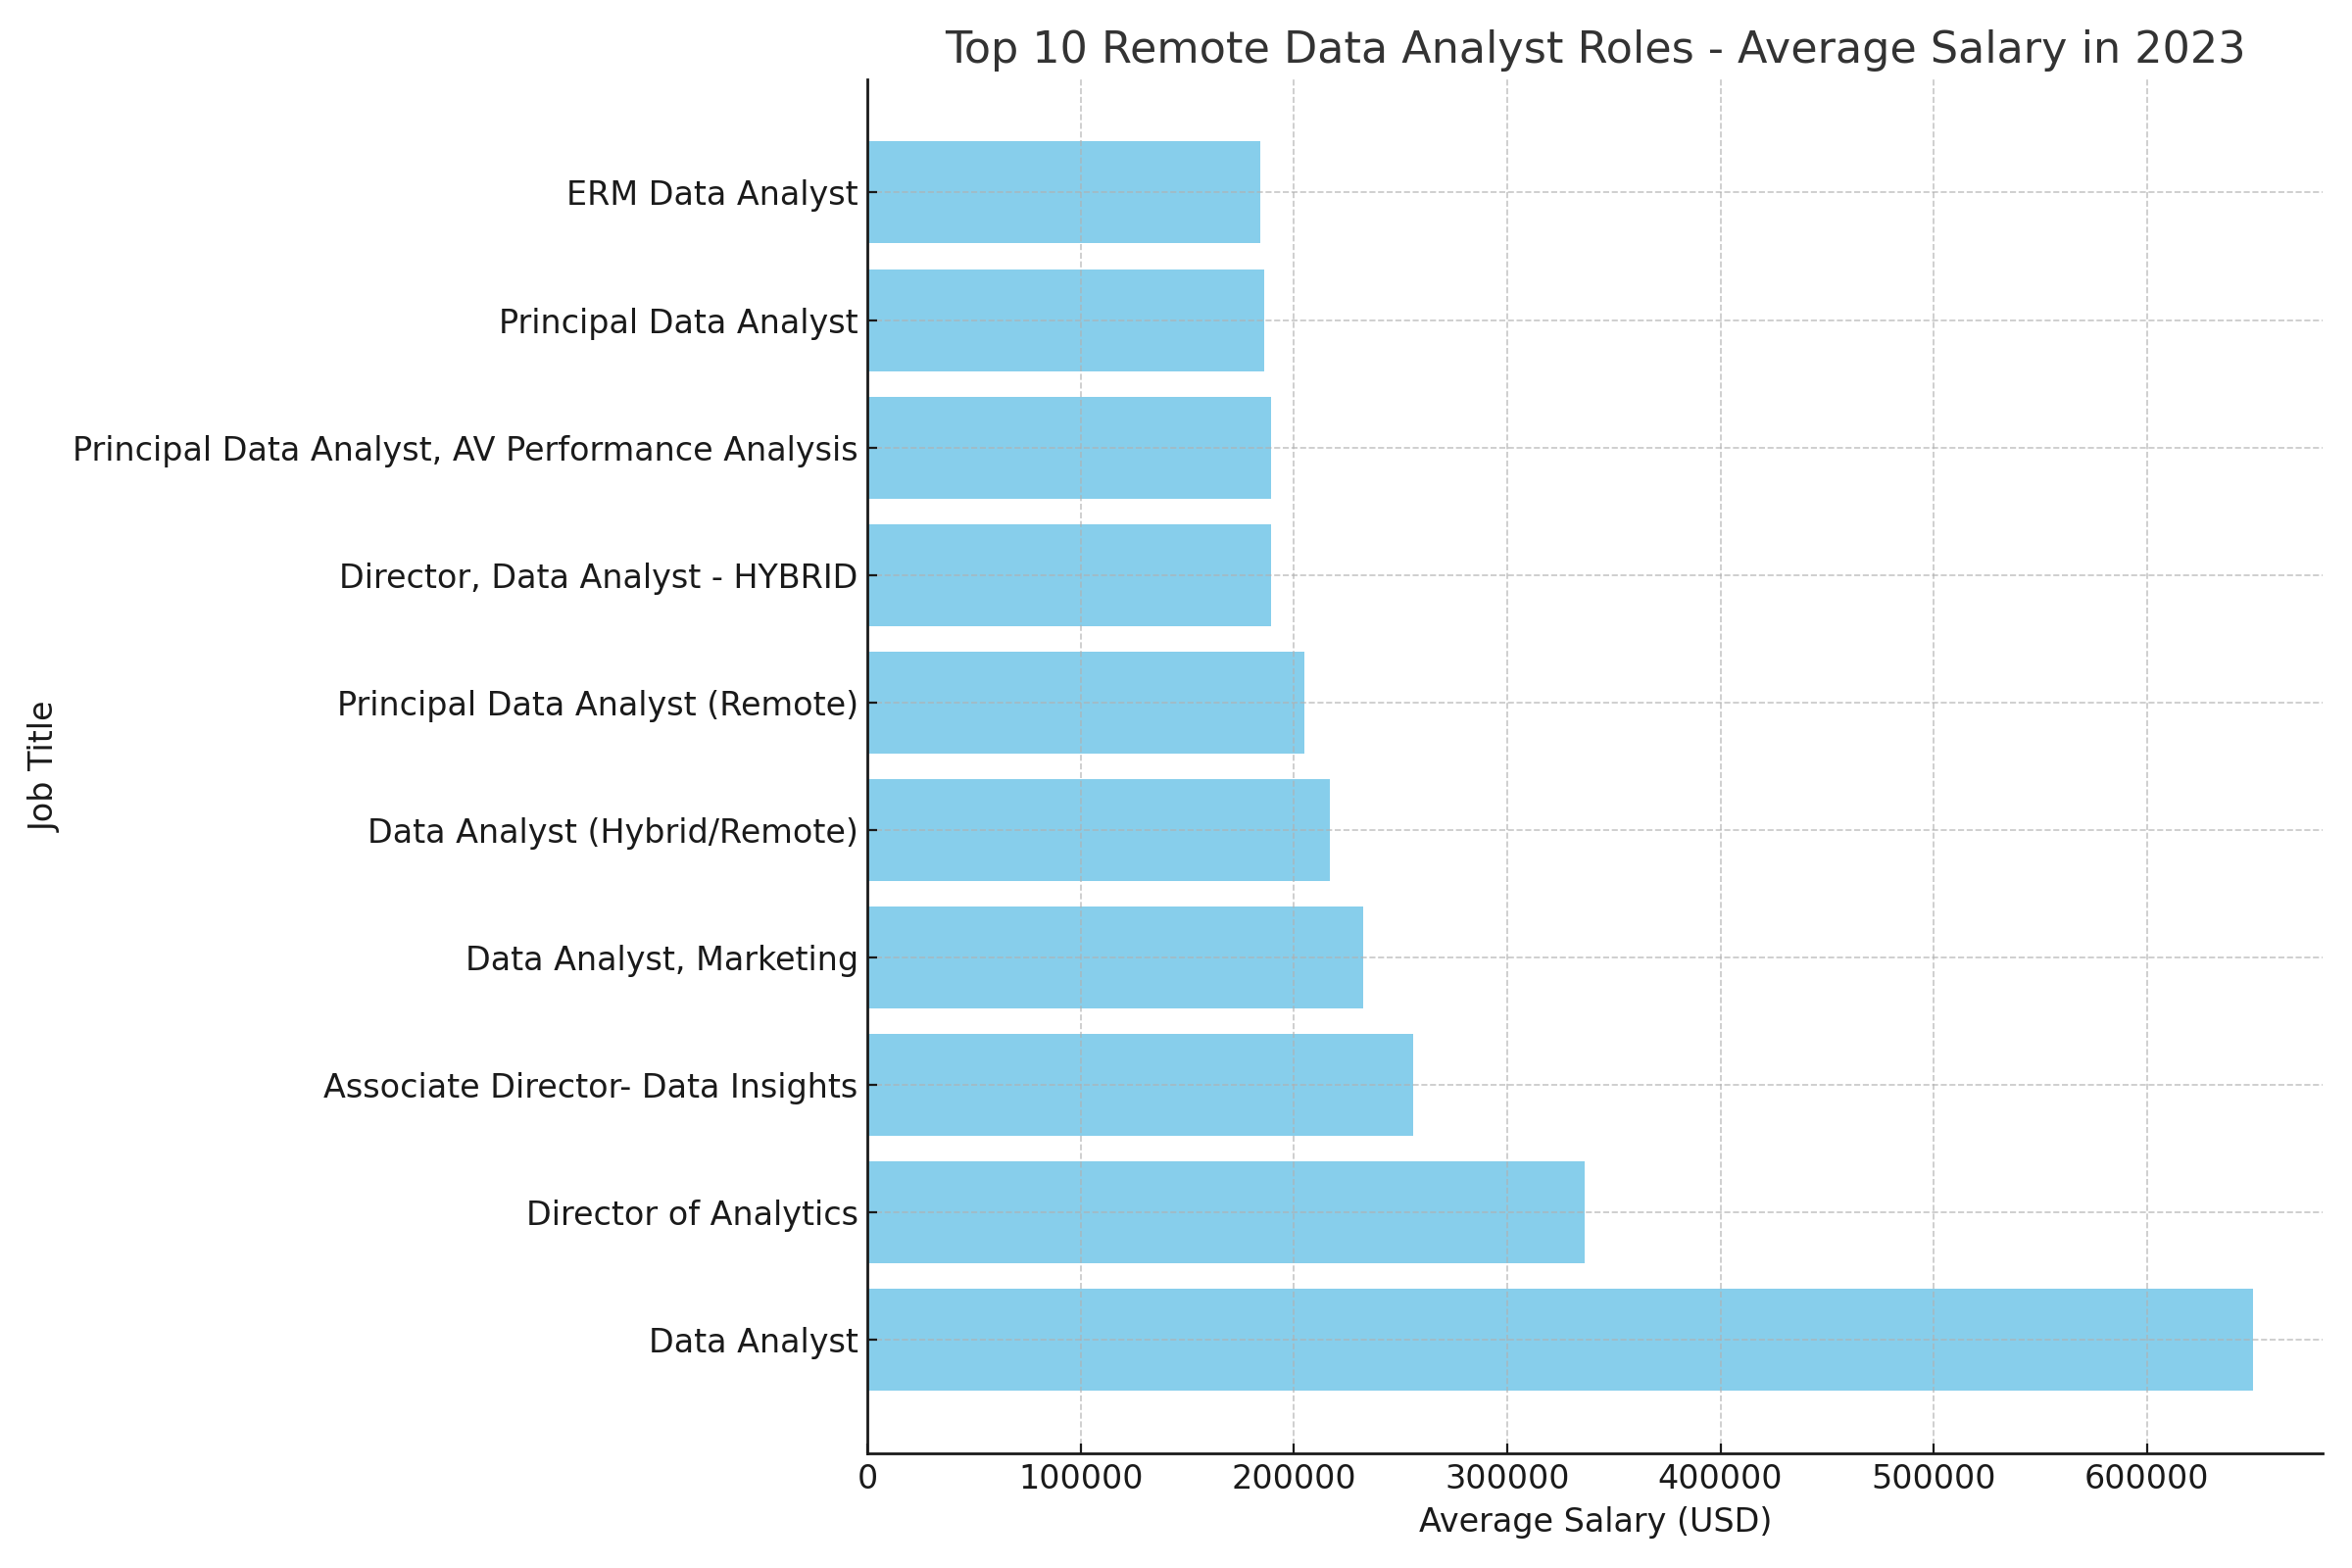 Top 10 Remote Data Analyst Roles - Average Salary in 2023
ERM Data Analyst
Principal Data Analyst
Principal Data Analyst, AV Performance Analysis
Director, Data Analyst - HYBRID
Principal Data Analyst (Remote)
Data Analyst (Hybrid/Remote)
Data Analyst, Marketing
Associate Director- Data Insights
Director of Analytics
Data Analyst
Job Title
0 100000 200000 300000 400000 500000 600000
Average Salary (USD)